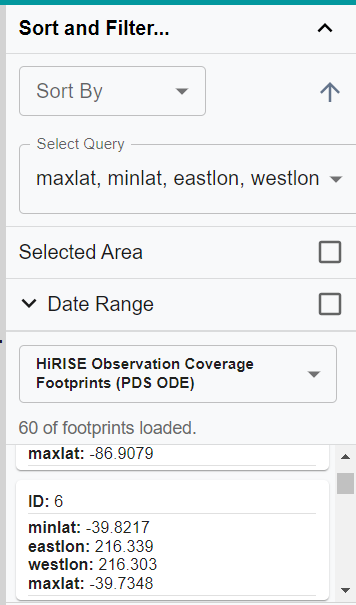 Sort and Filter...
Sort By
Select Query
maxlat, minlat, eastlon, westlon
Selected Area
Date Range
HiRISE Observation Coverage
Footprints (PDS ODE)
60 of footprints loaded.
maxlat: -86.9079
ID: 6
minlat: -39.8217
eastlon: 216.339
westlon: 216.303
maxlat: -39.7348